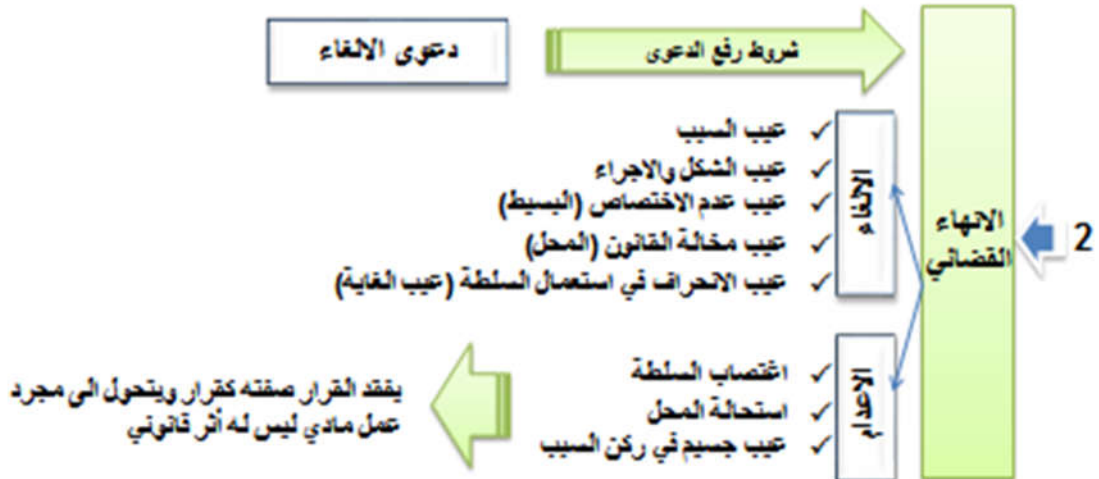 2
الانهاء
القضائي
شروط رفع الدعوى
دعوى الالغاء
الالغاء
✓ عيب السبب
✓ عيب الشكل والاجراء
✓ عيب عدم الاختصاص (البسيط)
✓ عيب مخالة القانون (المحل)
✓ عيب الانحراف في استعمال السلطة (عيب الغاية)
الاعدام
✓ اغتصاب السلطة
✓ استحالة المحل
✓ عيب جسيم في ركن السبب
يفقد القرار صفته كقرار ويتحول الى مجرد
عمل مادي ليس له أثر قانوني